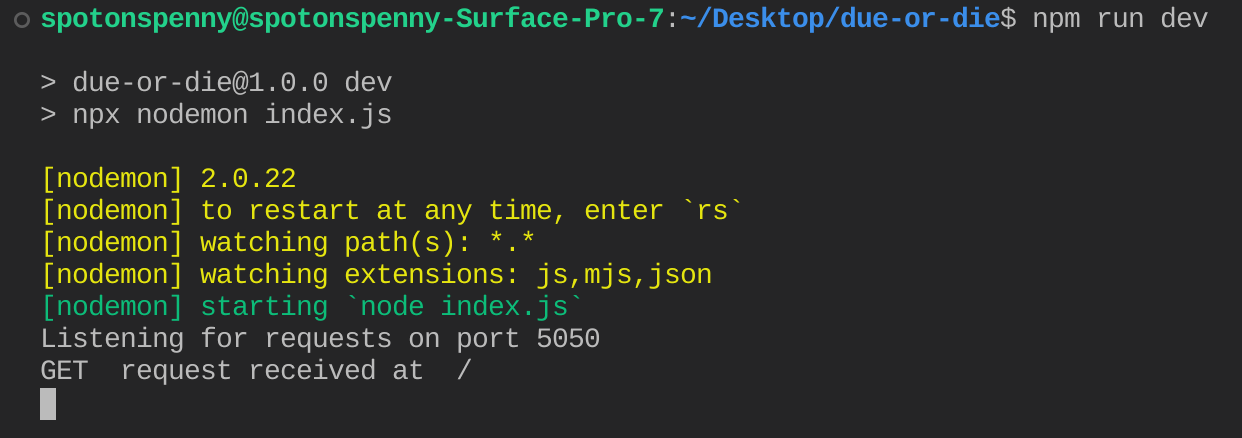 spotonspenny@spotonspenny-Surface-Pro-7:~/Desktop/due-or-die$ npm run dev
> due-or-die@1.0.0 dev
> npx nodemon index.js
[nodemon] 2.0.22
[nodemon] to restart at any time, enter `rs`
[nodemon] watching path(s): *.*
[nodemon] watching extensions: js,mjs,json
[nodemon] starting `node index.js`
Listening for requests on port 5050
GET  request received at  /